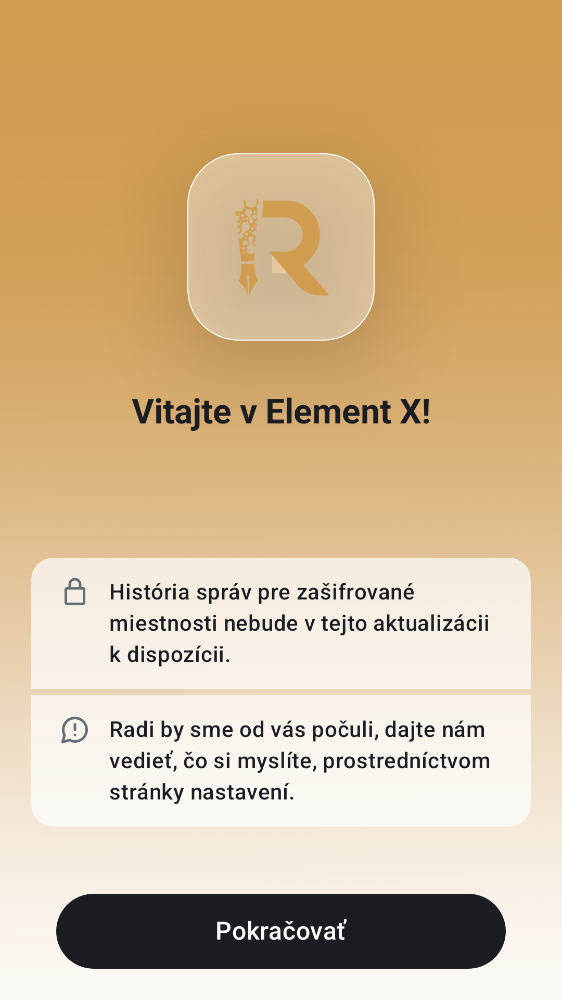 R
Vitajte v Element X!
História správ pre zašifrované
miestnosti nebude v tejto aktualizácii
k dispozícii.
Radi by sme od vás počuli, dajte nám
vedieť, čo si myslíte, prostredníctvom
stránky nastavení.
Pokračovať